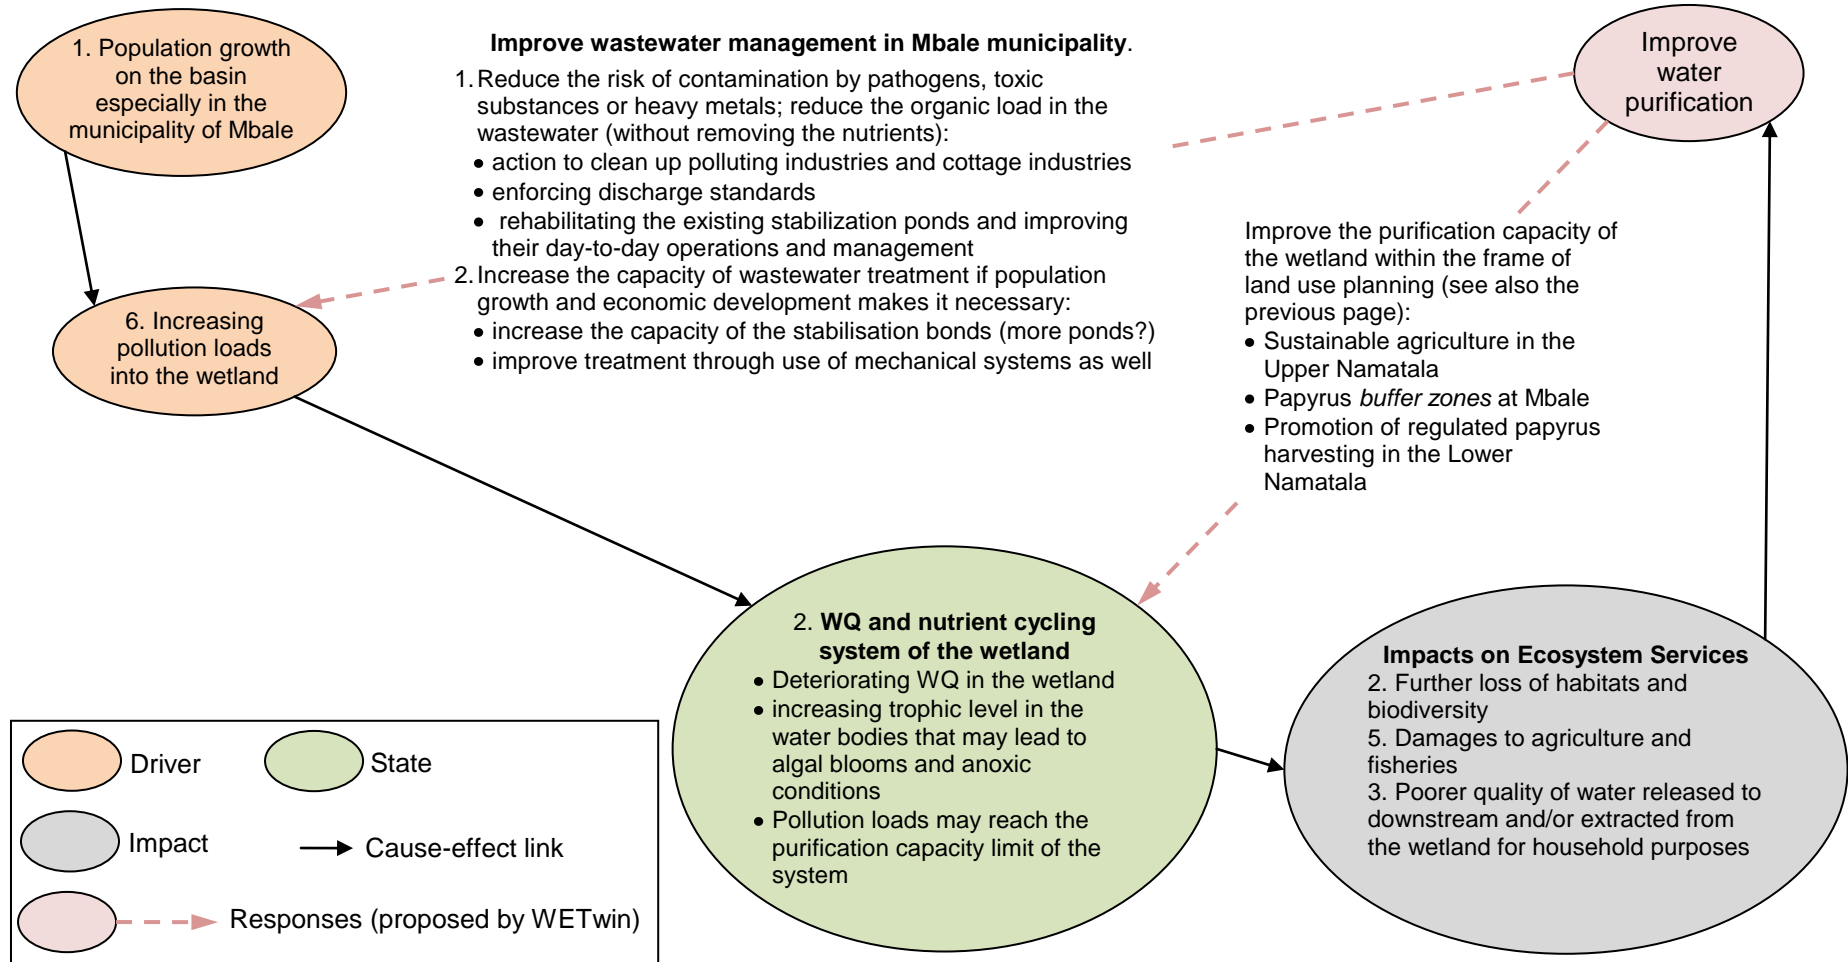 1. Population growth
on the basin
especially in the
municipality of Mbale
Improve wastewater management in Mbale municipality.
1. Reduce the risk of contamination by pathogens, toxic
substances or heavy metals; reduce the organic load in the
wastewater (without removing the nutrients):
• action to clean up polluting industries and cottage industries
• enforcing discharge standards
• rehabilitating the existing stabilization ponds and improving
their day-to-day operations and management
2. Increase the capacity of wastewater treatment if population
growth and economic development makes it necessary:
• increase the capacity of the stabilisation bonds (more ponds?)
• improve treatment through use of mechanical systems as well
Improve
water
purification
6. Increasing
pollution loads
into the wetland
Improve the purification capacity of
the wetland within the frame of
land use planning (see also the
previous page):
• Sustainable agriculture in the
Upper Namatala
• Papyrus buffer zones at Mbale
• Promotion of regulated papyrus
harvesting in the Lower
Namatala
2. WQ and nutrient cycling
system of the wetland
• Deteriorating WQ in the wetland
• increasing trophic level in the
water bodies that may lead to
algal blooms and anoxic
conditions
• Pollution loads may reach the
purification capacity limit of the
system
Impacts on Ecosystem Services
2. Further loss of habitats and
biodiversity
5. Damages to agriculture and
fisheries
3. Poorer quality of water released to
downstream and/or extracted from
the wetland for household purposes
Driver
State
Impact
Cause-effect link
Responses (proposed by WETwin)